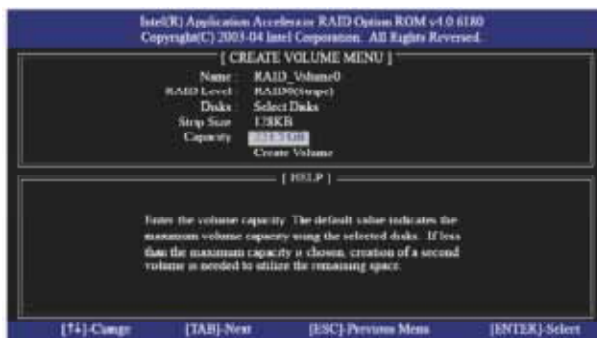 Intel(R) Application Accelerator RAID Option ROM v4.0 6180
Copyright(C) 2003-04 Intel Corporation. All Rights Reversed.
[ CREATE VOLUME MENU ]
Name : RAID_Volume0
RAID Level : RAID0(Stripe)
Disks : Select Disks
Strip Size : 128KB
Capacity :
Create Volume
[ HELP ]
Enter the volume capacity. The default value indicates the
maximum volume capacity using the selected disks. If less
than the maximum capacity is chosen, creation of a second
volume is needed to utilize the remaining space.
[↑↓]-Change [TAB]-Next [ESC]-Previous Menu [ENTER]-Select